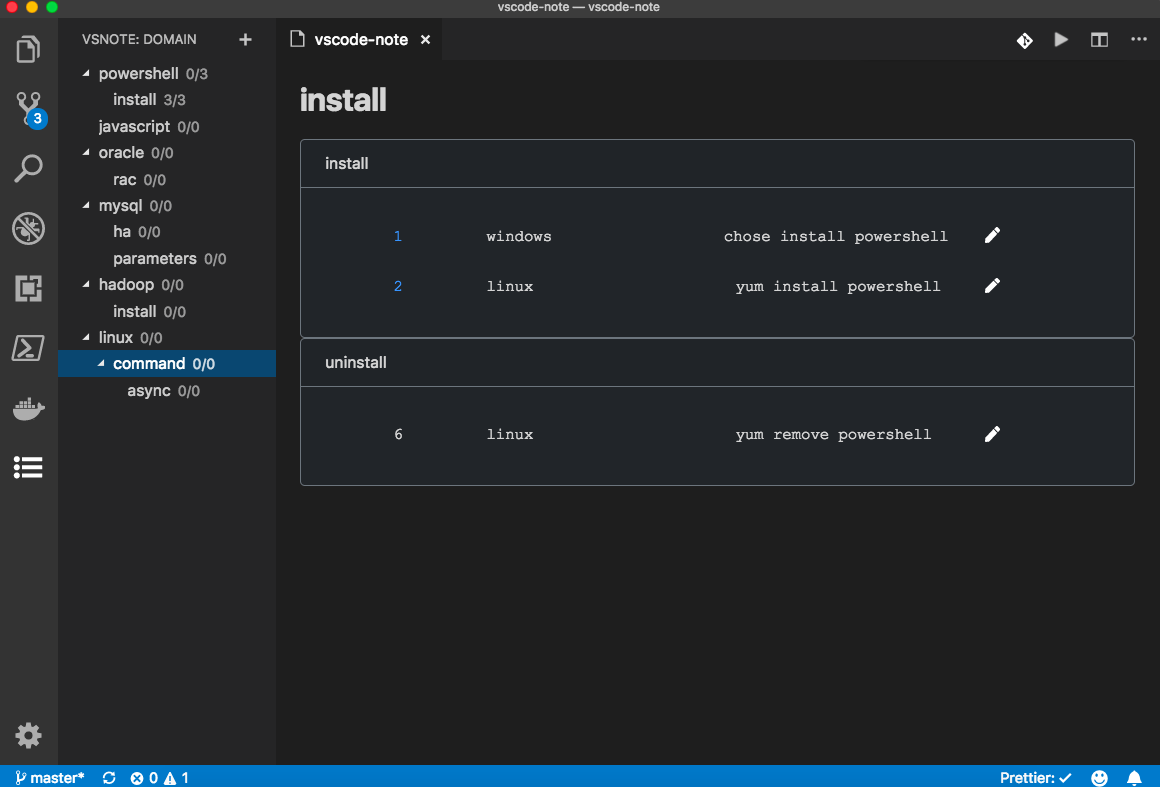 vscode-note — vscode-note
VSNOTE: DOMAIN
vscode-note
powershell 0/3
install 3/3
javascript 0/0
oracle 0/0
rac 0/0
mysql 0/0
ha 0/0
parameters 0/0
hadoop 0/0
install 0/0
linux 0/0
command 0/0
async 0/0
3
install
install
1 windows chose install powershell
2 linux yum install powershell
uninstall
6 linux yum remove powershell
master* 0 1 Prettier: